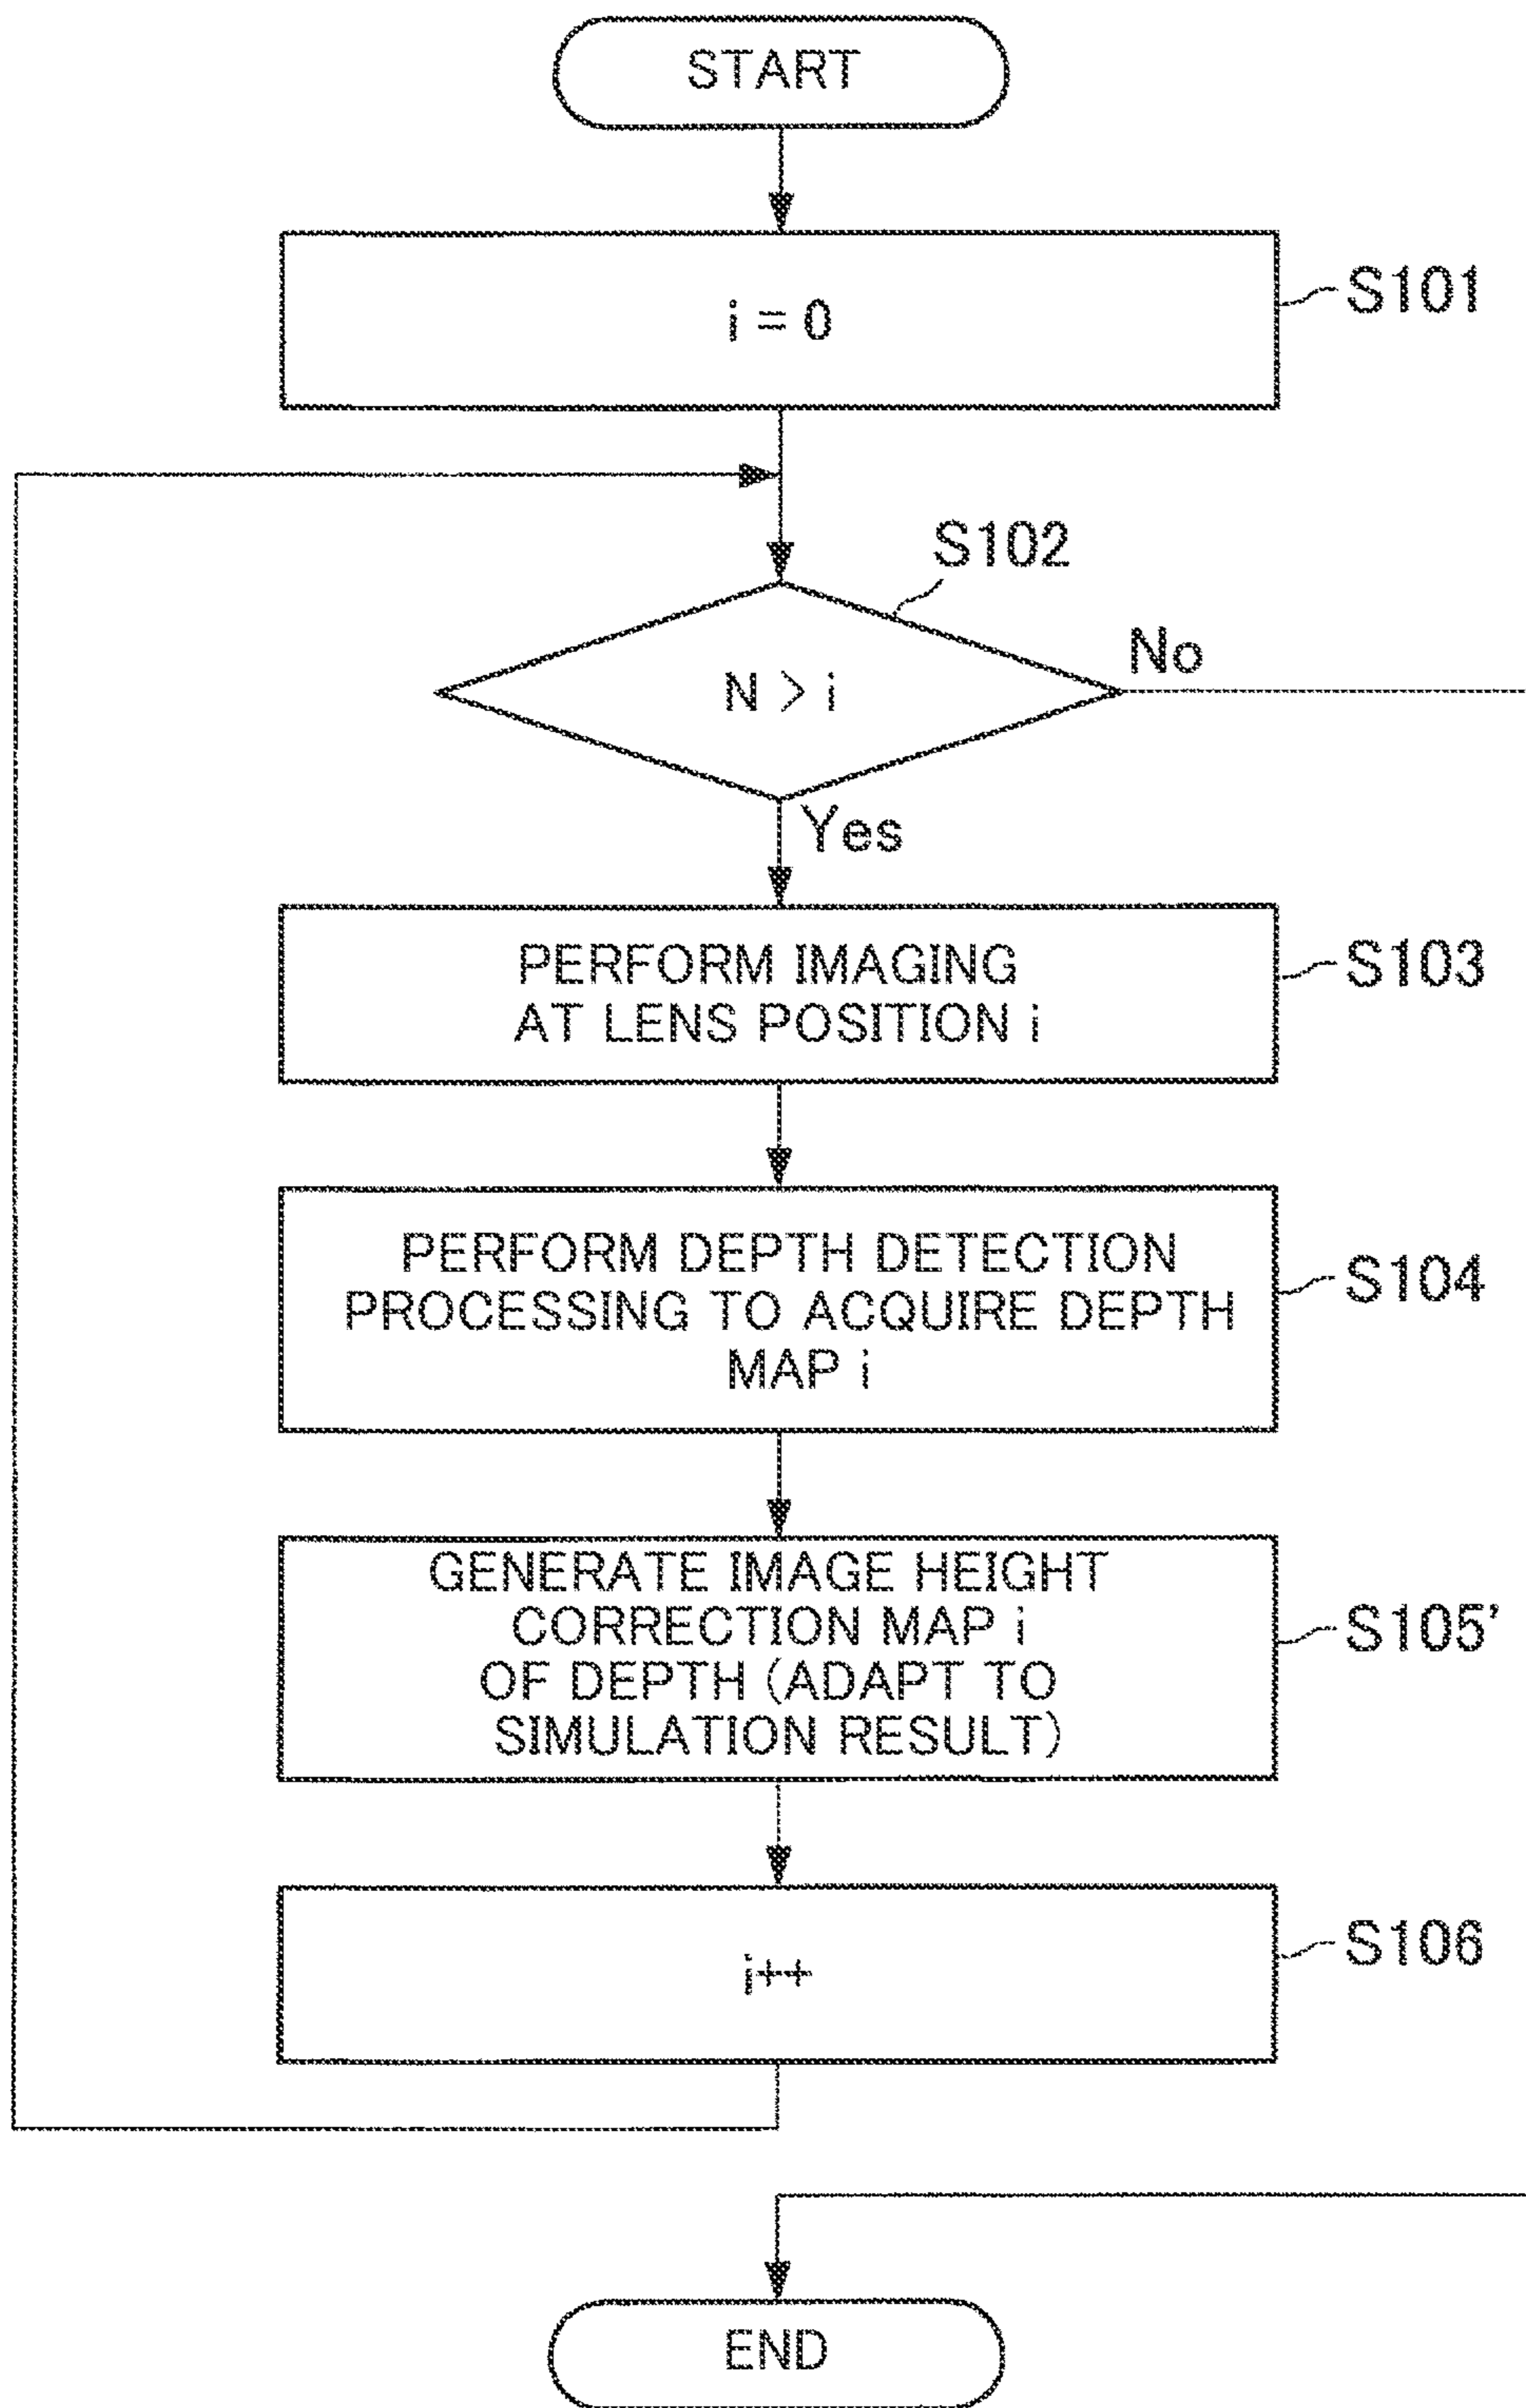 START
i = 0
S101
S102
No
N > i
Yes
PERFORM IMAGING
AT LENS POSITION i
S103
PERFORM DEPTH DETECTION
PROCESSING TO ACQUIRE DEPTH
MAP i
S104
GENERATE IMAGE HEIGHT
CORRECTION MAP i
OF DEPTH (ADAPT TO
SIMULATION RESULT)
S105’
i++
S106
END